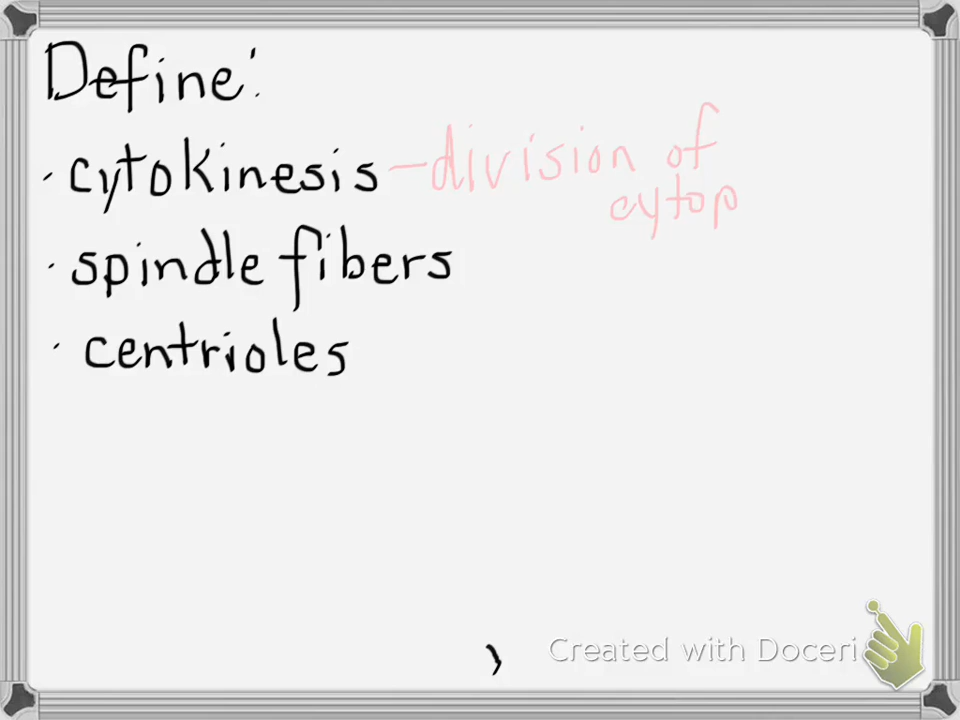 Define:
· cytokinesis - division of
cytop
· spindle fibers
· centrioles
Created with Doceri